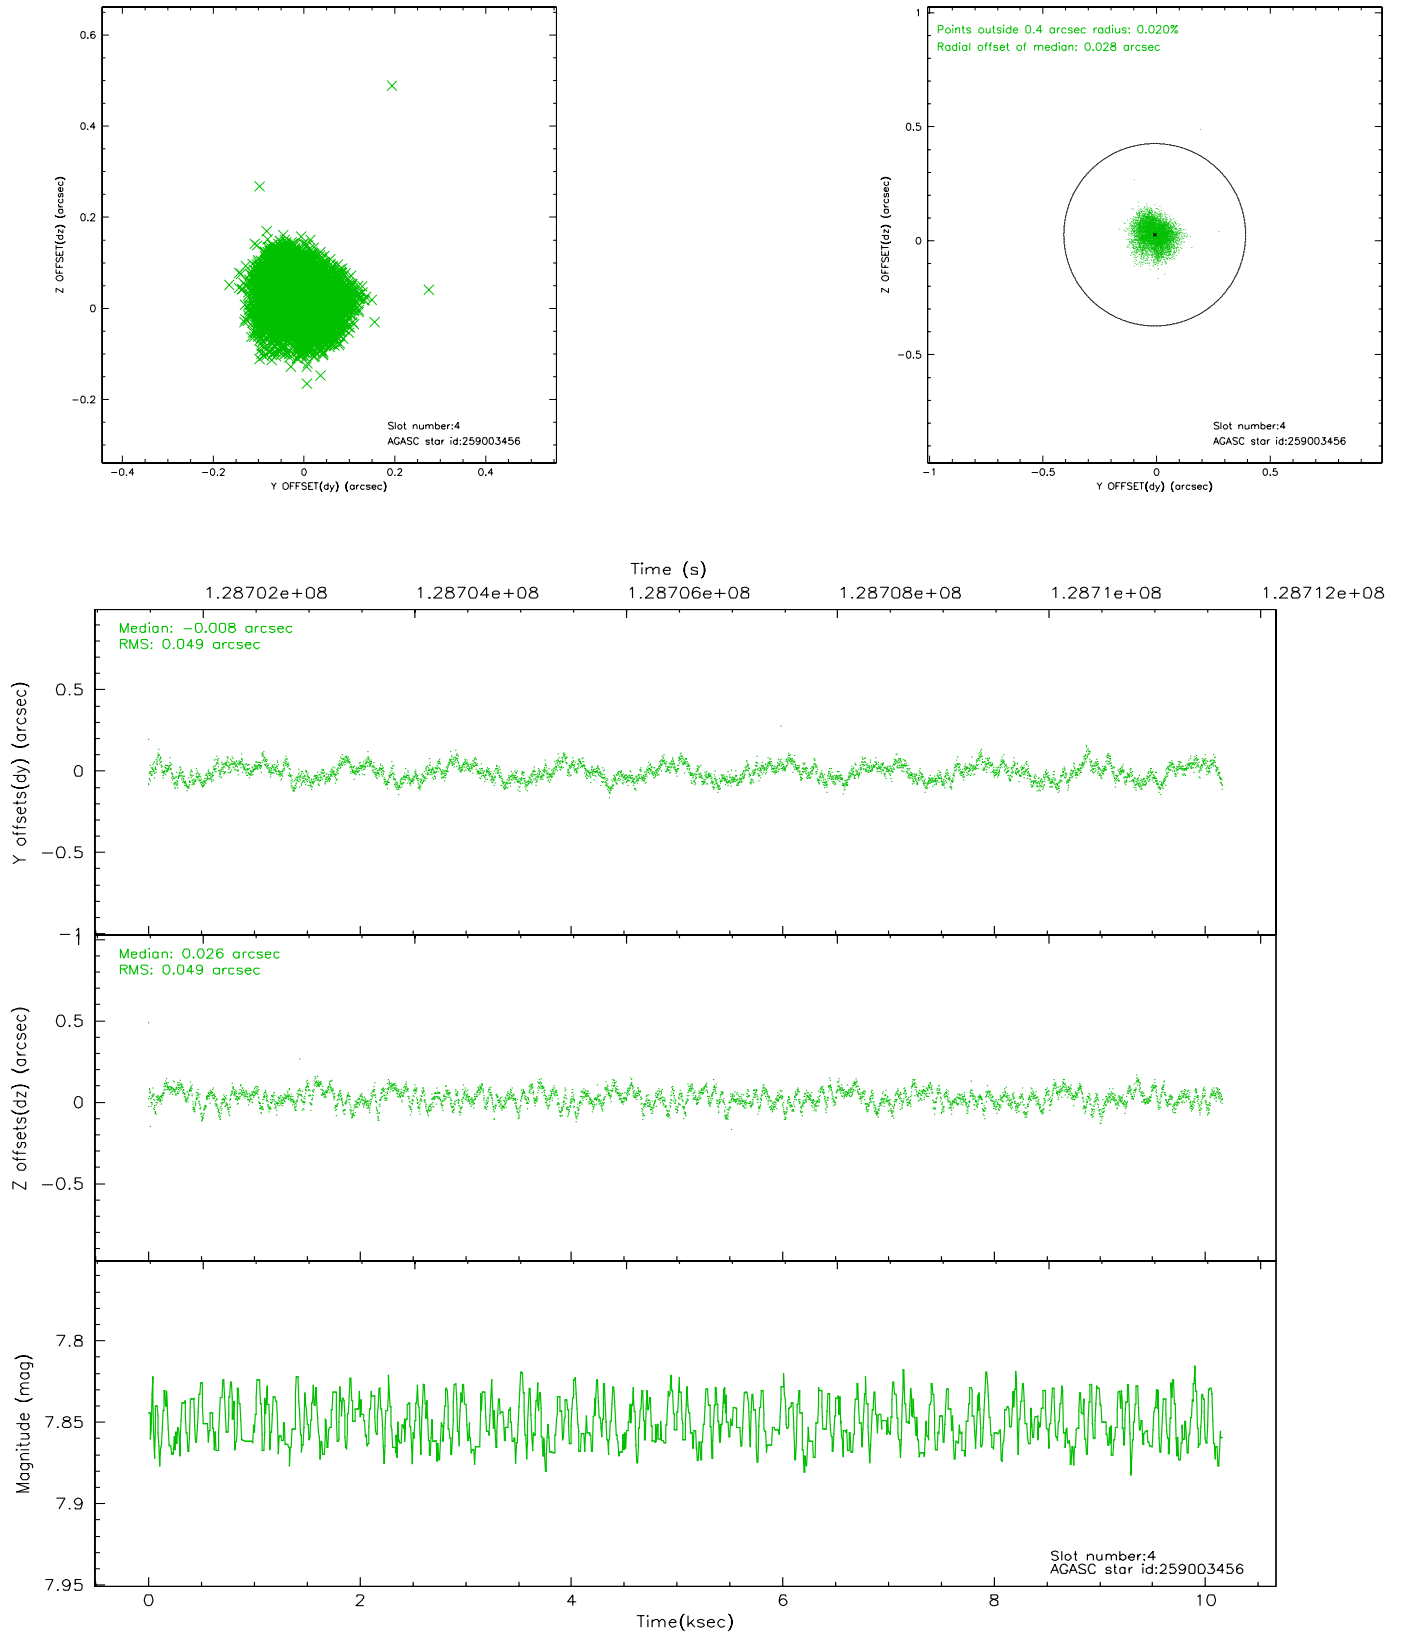 0.6
0.4
0.2
0
−0.2
Z OFFSET(dz) (arcsec)
Slot number:4
AGASC star id:259003456
−0.4 −0.2 0 0.2 0.4
Y OFFSET(dy) (arcsec)
Points outside 0.4 arcsec radius: 0.020%
Radial offset of median: 0.028 arcsec
1
0.5
0
−0.5
Z OFFSET(dz) (arcsec)
Slot number:4
AGASC star id:259003456
−1 −0.5 0 0.5
Y OFFSET(dy) (arcsec)
Time (s)
1.28702e+08 1.28704e+08 1.28706e+08 1.28708e+08 1.2871e+08 1.28712e+08
Median: −0.008 arcsec
RMS: 0.049 arcsec
0.5
0
−0.5
−1
Y offsets(dy) (arcsec)
Median: 0.026 arcsec
RMS: 0.049 arcsec
1
0.5
0
−0.5
Z offsets(dz) (arcsec)
7.8
7.85
7.9
7.95
Magnitude (mag)
Slot number:4
AGASC star id:259003456
0 2 4 6 8 10
Time(ksec)